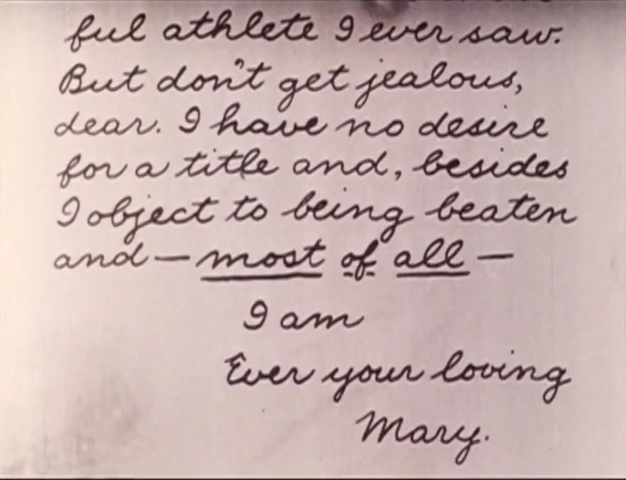 ful athlete I ever saw.
But don't get jealous,
dear. I have no desire
for a title and, besides
I object to being beaten
and — most of all —
I am
Ever your loving
Mary.